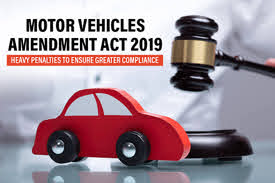 MOTOR VEHICLES
AMENDMENT ACT 2019
HEAVY PENALTIES TO ENSURE GREATER COMPLIANCE